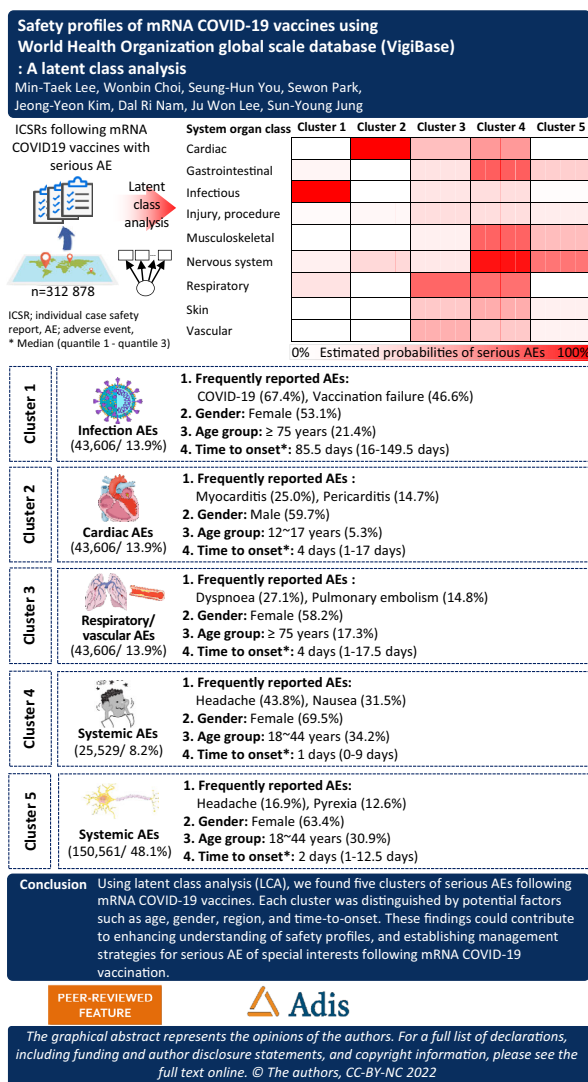 Safety profiles of mRNA COVID-19 vaccines using
World Health Organization global scale database (VigiBase)
: A latent class analysis
Min-Taek Lee, Wonbin Choi, Seung-Hun You, Sewon Park,
Jeong-Yeon Kim, Dal Ri Nam, Ju Won Lee, Sun-Young Jung
ICSRs following mRNA
COVID19 vaccines with
serious AE
Latent
class
analysis
n=312 878
ICSR; individual case safety
report, AE; adverse event,
* Median (quantile 1 - quantile 3)
System organ class Cluster 1 Cluster 2 Cluster 3 Cluster 4 Cluster 5
Cardiac
Gastrointestinal
Infectious
Injury, procedure
Musculoskeletal
Nervous system
Respiratory
Skin
Vascular
0% Estimated probabilities of serious AEs 100%
Cluster 1
Infection AEs
(43,606/ 13.9%)
1. Frequently reported AEs:
COVID-19 (67.4%), Vaccination failure (46.6%)
2. Gender: Female (53.1%)
3. Age group: ≥ 75 years (21.4%)
4. Time to onset*: 85.5 days (16-149.5 days)
Cluster 2
Cardiac AEs
(43,606/ 13.9%)
1. Frequently reported AEs :
Myocarditis (25.0%), Pericarditis (14.7%)
2. Gender: Male (59.7%)
3. Age group: 12~17 years (5.3%)
4. Time to onset*: 4 days (1-17 days)
Cluster 3
Respiratory/
vascular AEs
(43,606/ 13.9%)
1. Frequently reported AEs :
Dyspnoea (27.1%), Pulmonary embolism (14.8%)
2. Gender: Female (58.2%)
3. Age group: ≥ 75 years (17.3%)
4. Time to onset*: 4 days (1-17.5 days)
Cluster 4
Systemic AEs
(25,529/ 8.2%)
1. Frequently reported AEs:
Headache (43.8%), Nausea (31.5%)
2. Gender: Female (69.5%)
3. Age group: 18~44 years (34.2%)
4. Time to onset*: 1 days (0-9 days)
Cluster 5
Systemic AEs
(150,561/ 48.1%)
1. Frequently reported AEs:
Headache (16.9%), Pyrexia (12.6%)
2. Gender: Female (63.4%)
3. Age group: 18~44 years (30.9%)
4. Time to onset*: 2 days (1-12.5 days)
Conclusion Using latent class analysis (LCA), we found five clusters of serious AEs following
mRNA COVID-19 vaccines. Each cluster was distinguished by potential factors
such as age, gender, region, and time-to-onset. These findings could contribute
to enhancing understanding of safety profiles, and establishing management
strategies for serious AE of special interests following mRNA COVID-19
vaccination.
PEER-REVIEWED
FEATURE
Adis
The graphical abstract represents the opinions of the authors. For a full list of declarations,
including funding and author disclosure statements, and copyright information, please see the
full text online. © The authors, CC-BY-NC 2022